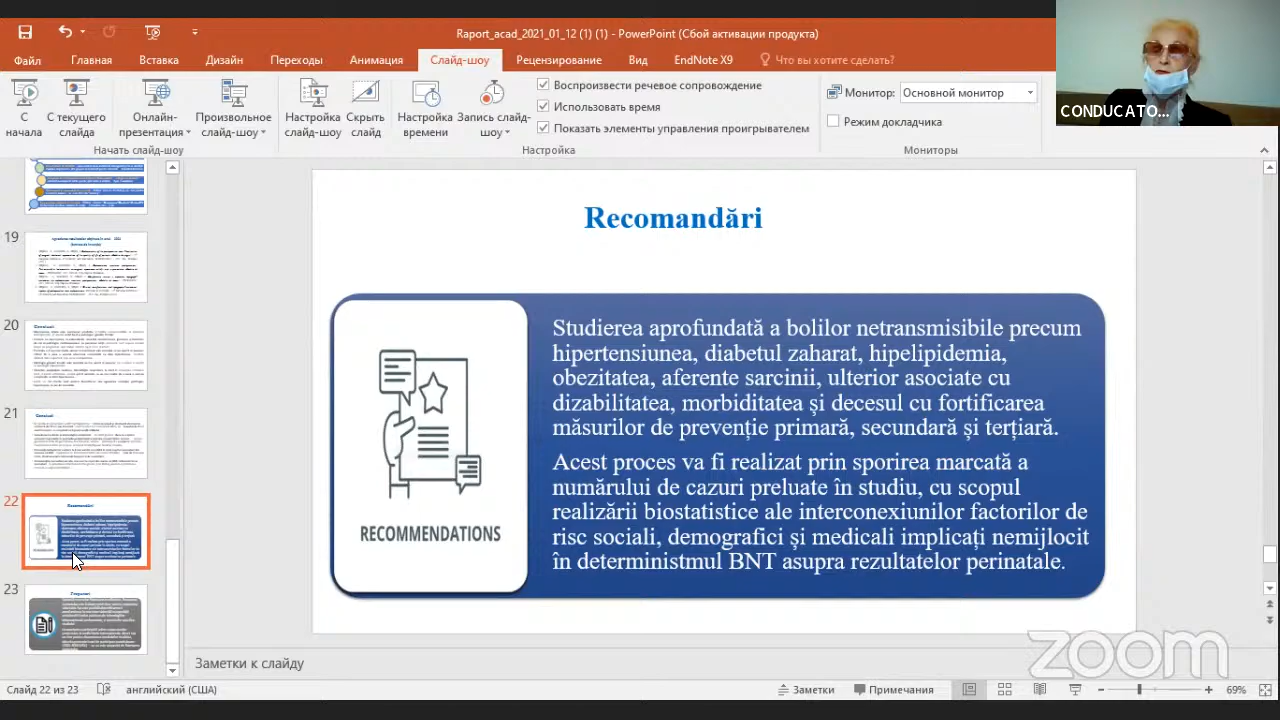 Raport_acad_2021_01_12 (1) (1) - PowerPoint (Сбой активации продукта)
Файл Главная Вставка Дизайн Переходы Анимация Слайд-шоу Рецензирование Вид EndNote X9 Что вы хотите сделать?
С начала
С текущего слайда
Онлайн-презентация
Произвольное слайд-шоу
Начать слайд-шоу
Настройка слайд-шоу
Скрыть слайд
Настройка времени
Запись слайд-шоу
Воспроизвести речевое сопровождение
Использовать время
Показать элементы управления проигрывателем
Настройка
Монитор: Основной монитор
Режим докладчика
Мониторы
CONDUCATO...
19
20
21
22
23
Recomandări
RECOMMENDATIONS
Studierea aprofundată a bolilor netransmisibile precum
hipertensiunea, diabetul zaharat, hiperlipidemia,
obezitatea, aferente sarcinii, ulterior asociate cu
dizabilitatea, morbiditatea şi decesul cu fortificarea
măsurilor de prevenție primară, secundară și terțiară.
Acest proces va fi realizat prin sporirea marcată a
numărului de cazuri preluate în studiu, cu scopul
realizării biostatistice ale interconexiunilor factorilor de
risc sociali, demografici, medicali implicați nemijlocit
în determinstmul BNT asupra rezultatelor perinatale.
zoom
Заметки к слайду
Слайд 22 из 23 английский (США) Заметки Примечания 69%